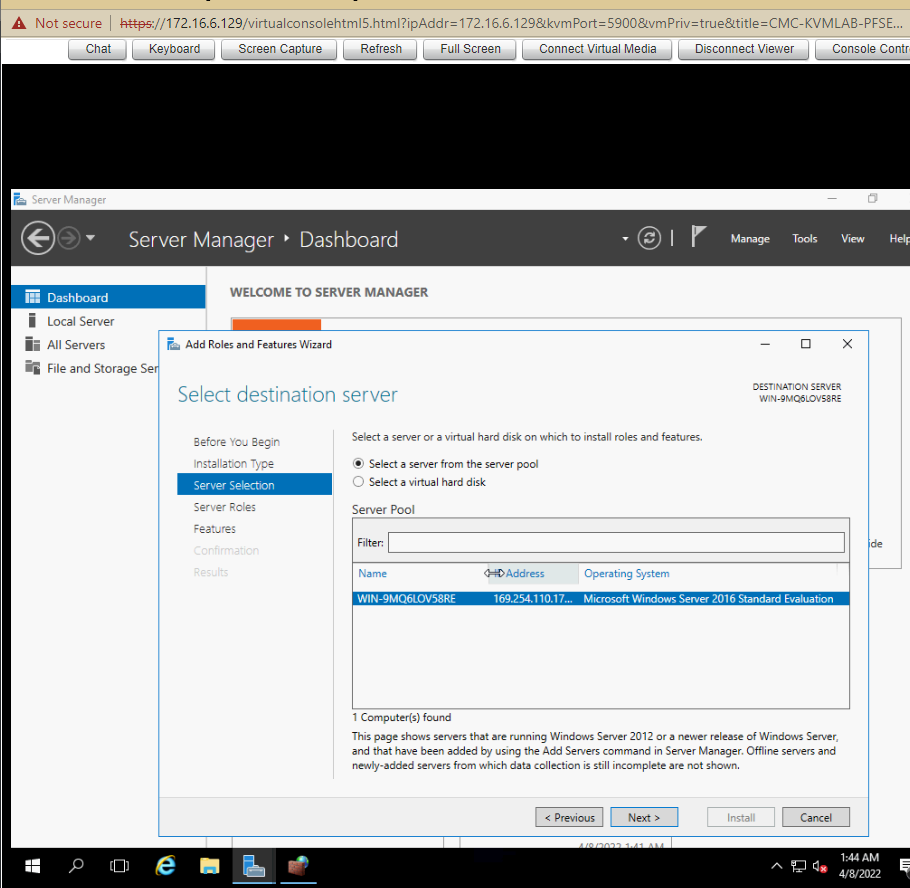 Not secure | https://172.16.6.129/virtualconsolehtml5.html?ipAddr=172.16.6.129&kvmPort=5900&vmPriv=true&title=CMC-KVMLAB-PFSE...
Chat Keyboard Screen Capture Refresh Full Screen Connect Virtual Media Disconnect Viewer Console Contr
Server Manager
Server Manager ‣ Dashboard
Manage Tools View Help
Dashboard
Local Server
All Servers
File and Storage Ser
WELCOME TO SERVER MANAGER
Add Roles and Features Wizard
Select destination server
DESTINATION SERVER
WIN-9MQ6LOV58RE
Before You Begin
Installation Type
Server Selection
Server Roles
Features
Confirmation
Results
Select a server or a virtual hard disk on which to install roles and features.
Select a server from the server pool
Select a virtual hard disk
Server Pool
Filter:
Name Address Operating System
WIN-9MQ6LOV58RE 169.254.110.17... Microsoft Windows Server 2016 Standard Evaluation
1 Computer(s) found
This page shows servers that are running Windows Server 2012 or a newer release of Windows Server,
and that have been added by using the Add Servers command in Server Manager. Offline servers and
newly-added servers from which data collection is still incomplete are not shown.
ide
< Previous Next > Install Cancel
4/8/2022 1:41 AM
1:44 AM
4/8/2022